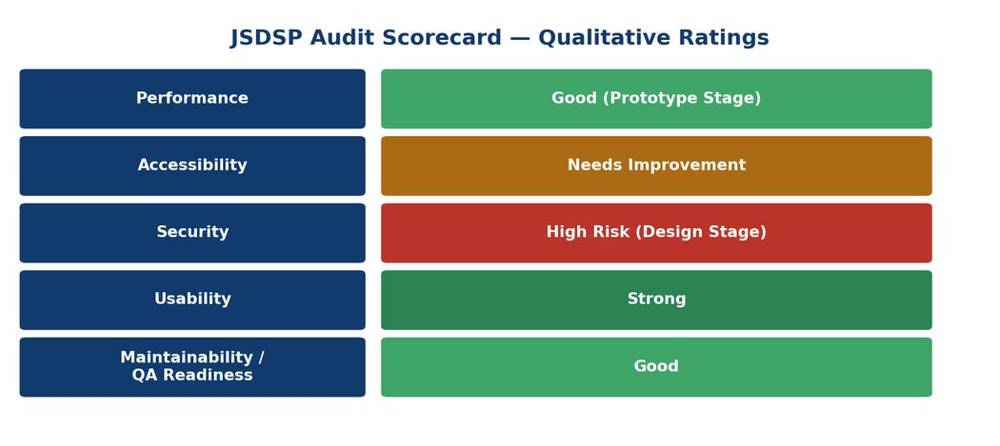 JSDSP Audit Scorecard — Qualitative Ratings
Performance
Good (Prototype Stage)
Accessibility
Needs Improvement
Security
High Risk (Design Stage)
Usability
Strong
Maintainability /
QA Readiness
Good